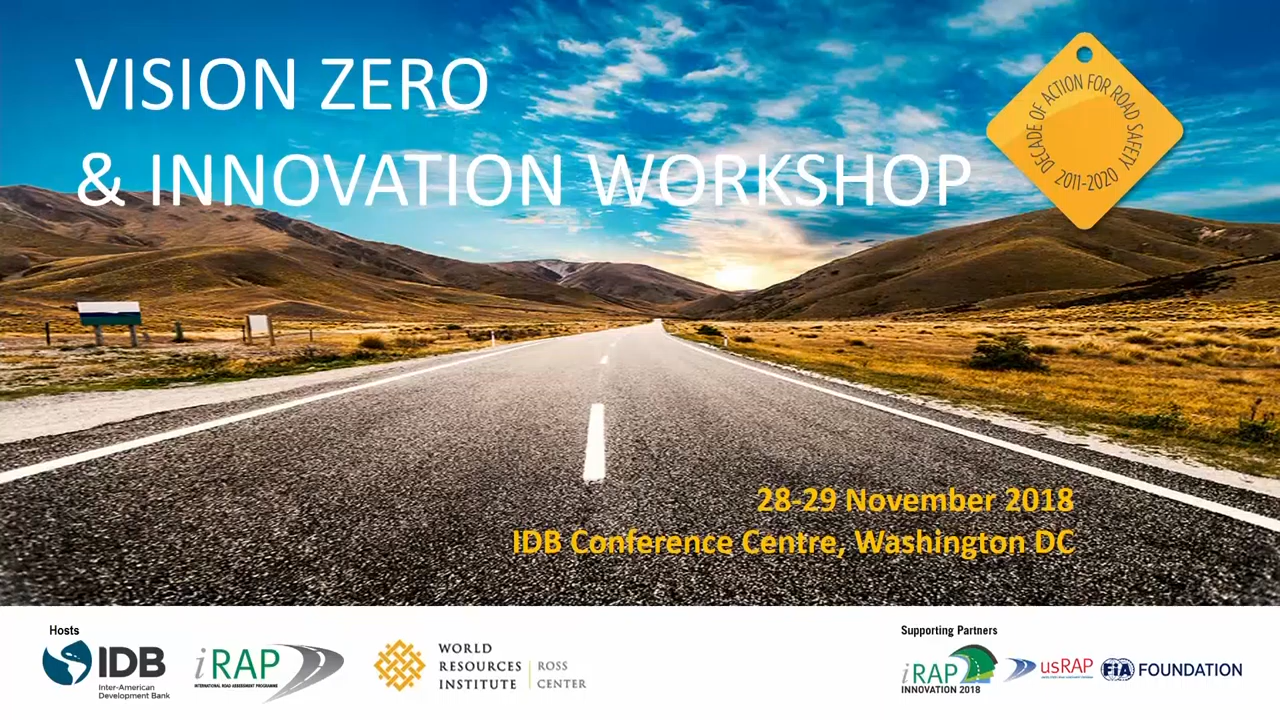 VISION ZERO
& INNOVATION WORKSHOP
DECADE OF ACTION FOR ROAD SAFETY
2011-2020
28-29 November 2018
IDB Conference Centre, Washington DC
Hosts
IDB
Inter-American
Development Bank
iRAP
INTERNATIONAL ROAD ASSESSMENT PROGRAMME
WORLD
RESOURCES
INSTITUTE
ROSS
CENTER
Supporting Partners
iRAP
INNOVATION 2018
usRAP
FiA FOUNDATION